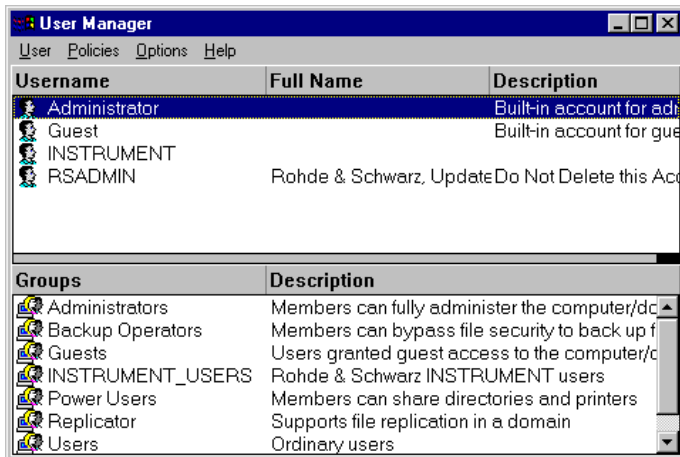 User Manager
User Policies Options Help
Username Full Name Description
Administrator Built-in account for adr
Guest Built-in account for gue
INSTRUMENT
RSADMIN Rohde & Schwarz, Update Do Not Delete this Acc
Groups Description
Administrators Members can fully administer the computer/dc
Backup Operators Members can bypass file security to back up f
Guests Users granted guest access to the computer/c
INSTRUMENT_USERS Rohde & Schwarz INSTRUMENT users
Power Users Members can share directories and printers
Replicator Supports file replication in a domain
Users Ordinary users